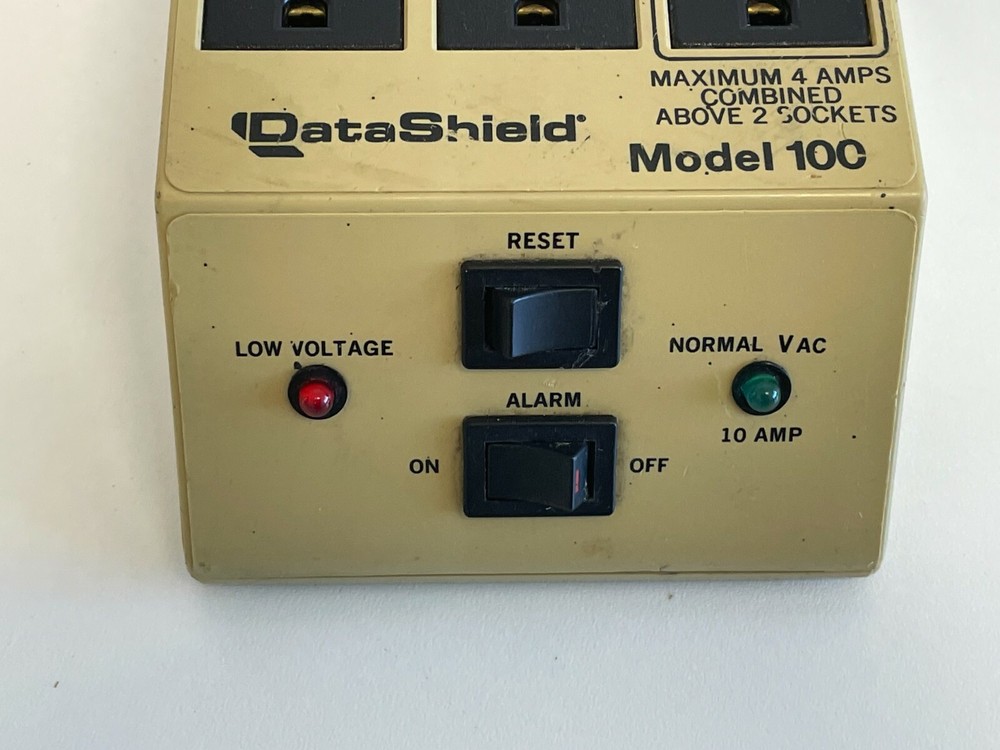 MAXIMUM 4 AMPS
COMBINED
ABOVE 2 SOCKETS
DataShield®
Model 100
RESET
LOW VOLTAGE
NORMAL VAC
ALARM
10 AMP
ON
OFF